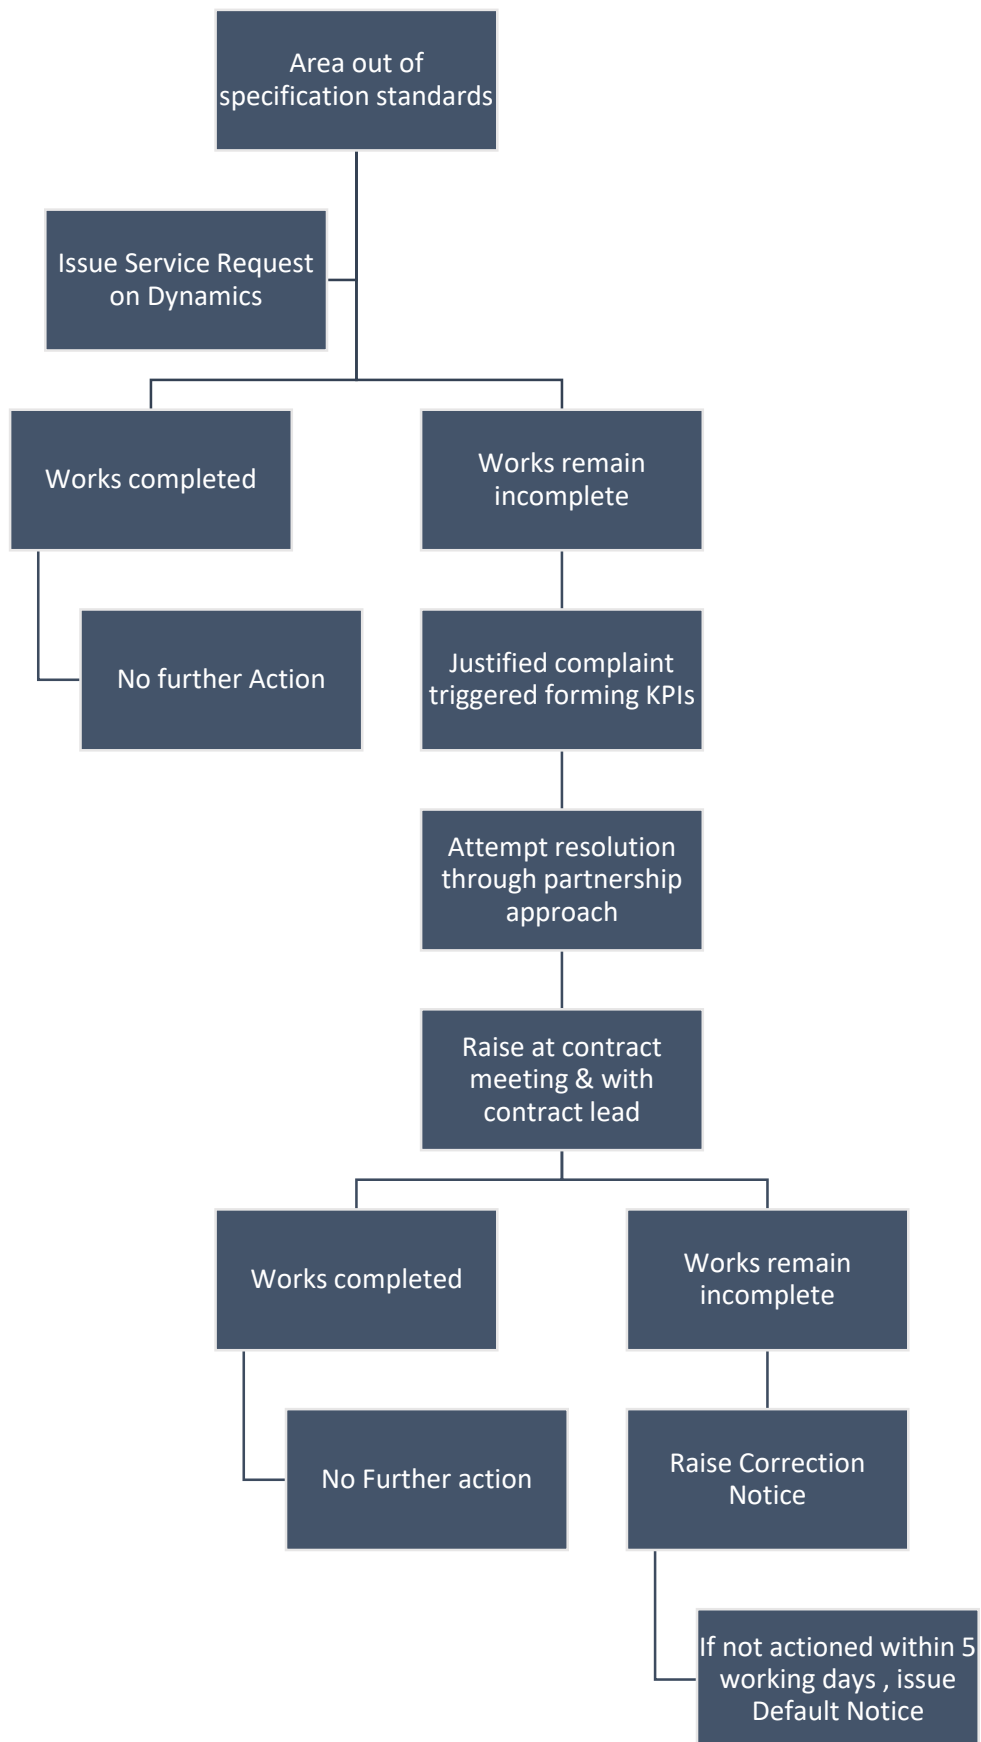 Area out of
specification standards
Issue Service Request
on Dynamics
Works completed
Works remain
incomplete
No further Action
Justified complaint
triggered forming KPIs
Attempt resolution
through partnership
approach
Raise at contract
meeting & with
contract lead
Works completed
Works remain
incomplete
No Further action
Raise Correction
Notice
If not actioned within 5
working days , issue
Default Notice